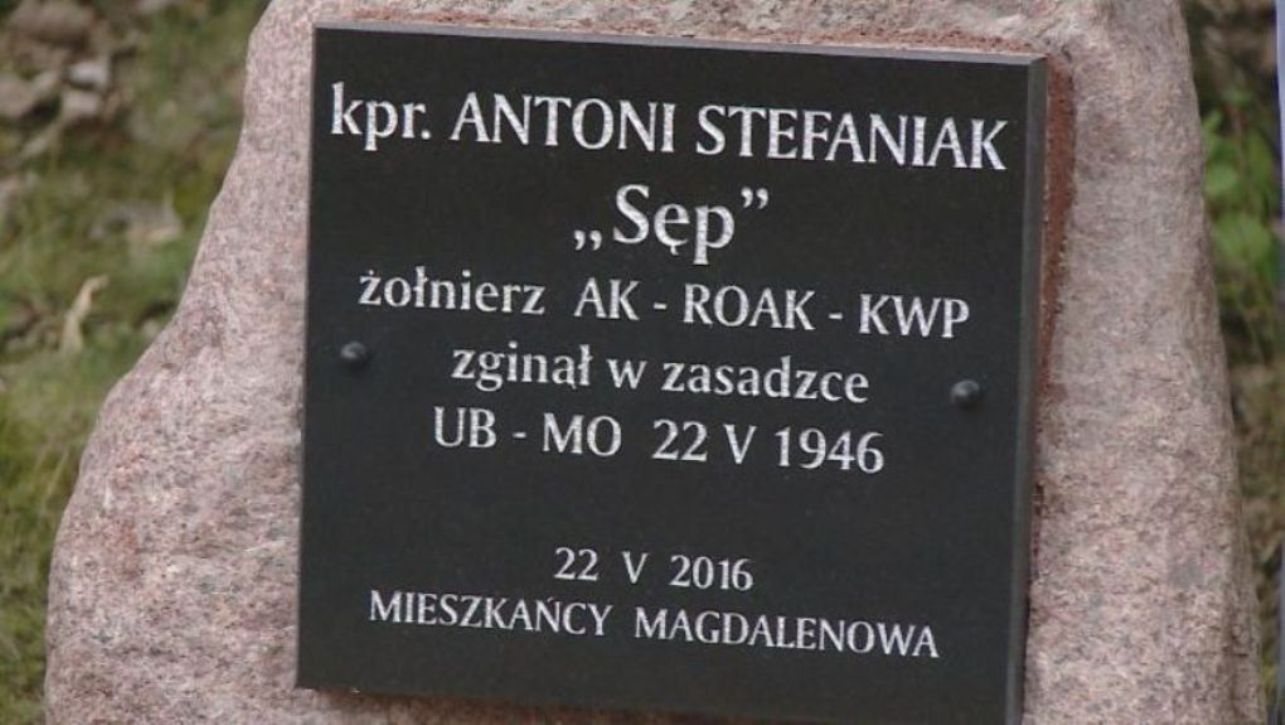 kpr. ANTONI STEFANIAK
„Sęp”
żołnierz AK - ROAK - KWP
zginął w zasadzce
UB - MO 22 V 1946
22 V 2016
MIESZKAŃCY MAGDALENOWA